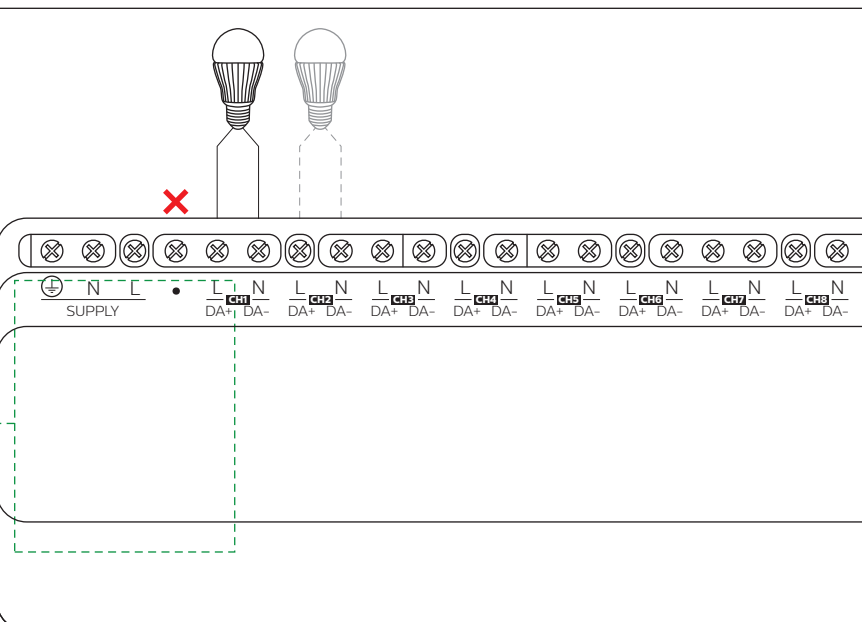 N L • L N L N L N L N L N L N L N L N
CH1 CH2 CH3 CH4 CH5 CH6 CH7 CH8
SUPPLY DA+ DA- DA+ DA- DA+ DA- DA+ DA- DA+ DA- DA+ DA- DA+ DA- DA+ DA-